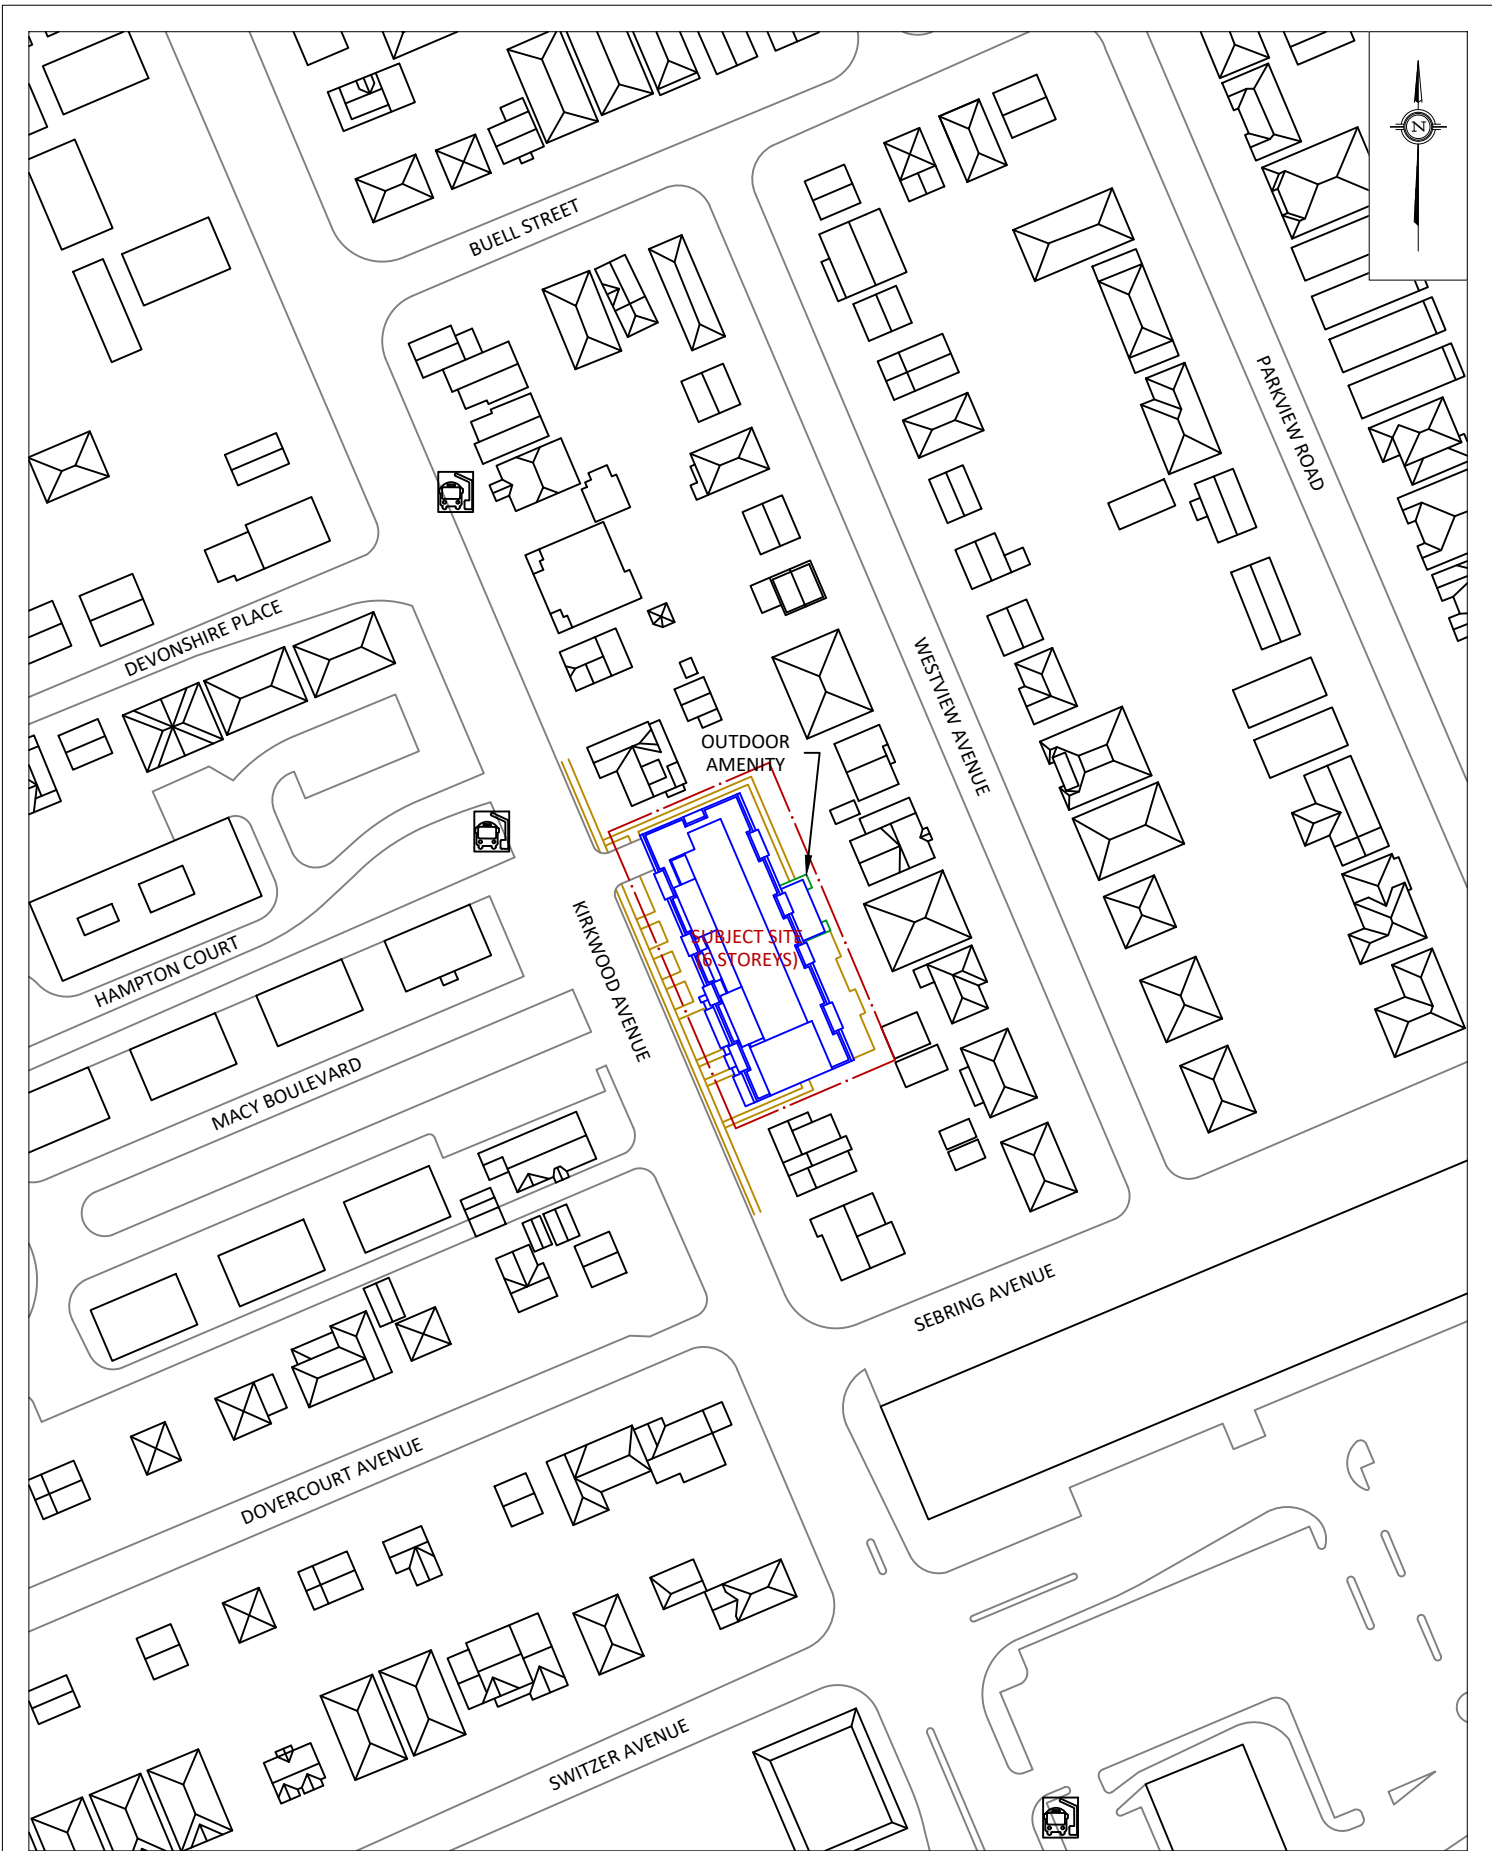 N
BUELL STREET
PARKVIEW ROAD
DEVONSHIRE PLACE
WESTVIEW AVENUE
OUTDOOR
AMENITY
KIRKWOOD AVENUE
SUBJECT SITE
(6 STOREYS)
HAMPTON COURT
MACY BOULEVARD
SEBRING AVENUE
DOVERCOURT AVENUE
SWITZER AVENUE